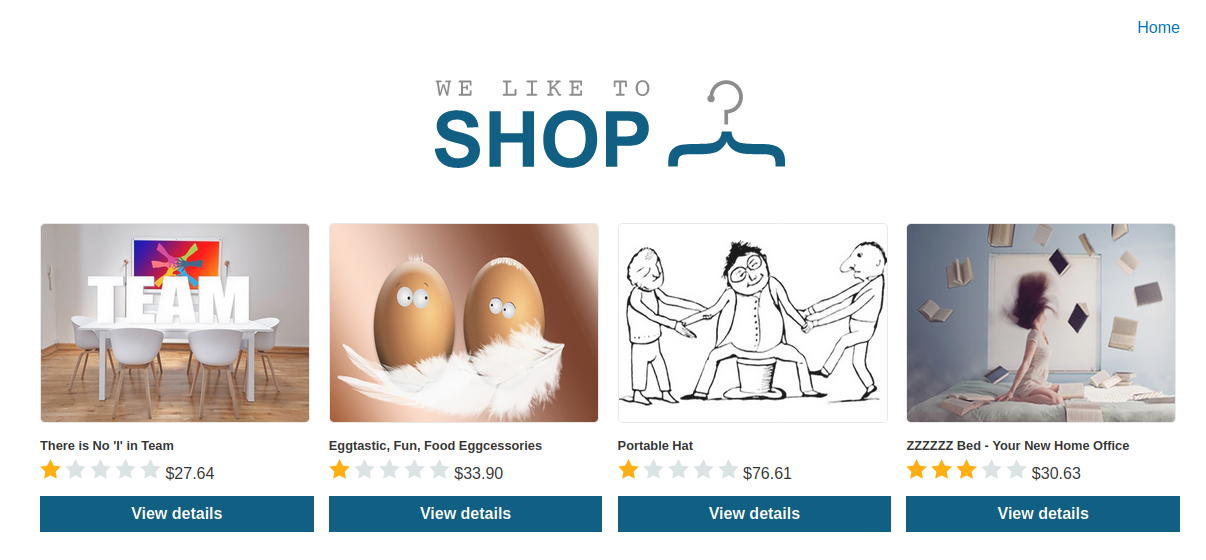 Home
WE LIKE TO
SHOP
TEAM
There is No 'I' in Team
Eggtastic, Fun, Food Eggcessories
Portable Hat
ZZZZZZ Bed - Your New Home Office
$27.64
$33.90
$76.61
$30.63
View details
View details
View details
View details